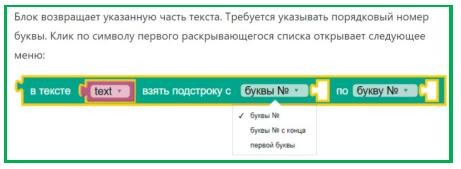 Блок возвращает указанную часть текста. Требуется указывать порядковый номер
буквы. Клик по символу первого раскрывающегося списка открывает следующее
меню:
в тексте text взять подстроку с буквы № по букву №
✓ буквы №
буквы № с конца
первой буквы